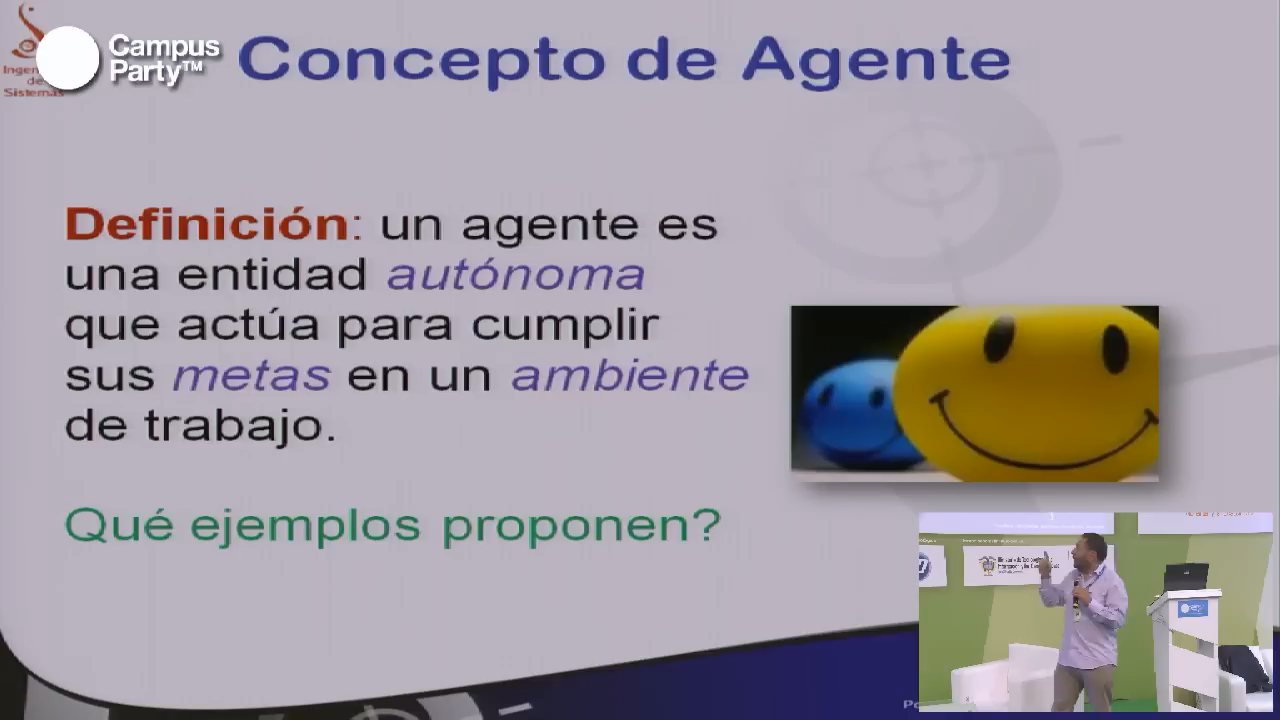 Campus
Party™
Sistemas
Concepto de Agente
Definición: un agente es
una entidad autónoma
que actúa para cumplir
sus metas en un ambiente
de trabajo.
Qué ejemplos proponen?